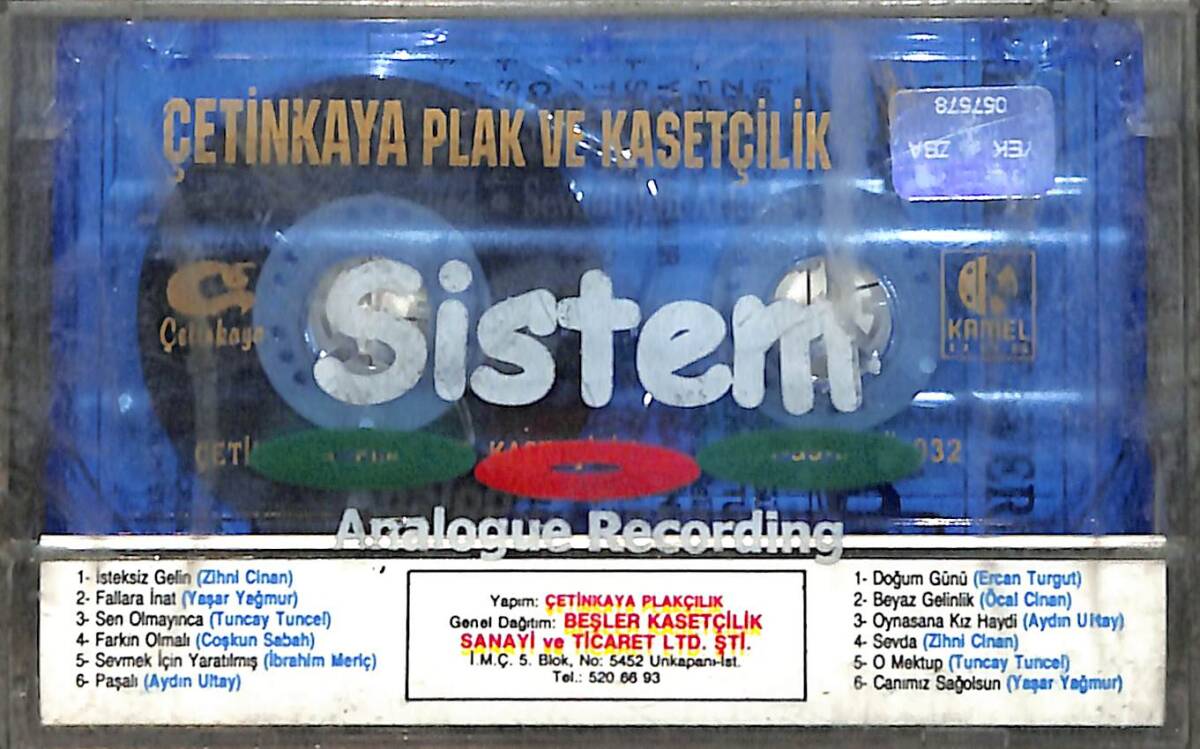 ÇETİNKAYA PLAK VE KASETÇİLİK
057578
YEK ZBA
Çetinkaya
KAMEL
Sistem
032
Analogue Recording
1- İsteksiz Gelin (Zihni Cinan)
2- Fallara İnat (Yaşar Yağmur)
3- Sen Olmayınca (Tuncay Tuncel)
4- Farkın Olmalı (Coşkun Sabah)
5- Sevmek İçin Yaratılmış (İbrahim Meriç)
6- Paşalı (Aydın Ultay)
Yapım: ÇETİNKAYA PLAKÇILIK
Genel Dağıtım: BEŞLER KASETÇİLİK
SANAYİ ve TİCARET LTD. ŞTİ.
İ.M.Ç. 5. Blok, No: 5452 Unkapanı-İst.
Tel.: 520 66 93
1- Doğum Günü (Ercan Turgut)
2- Beyaz Gelinlik (Öcal Cinan)
3- Oynasana Kız Haydi (Aydın Ultay)
4- Sevda (Zihni Cinan)
5- O Mektup (Tuncay Tuncel)
6- Canımız Sağolsun (Yaşar Yağmur)